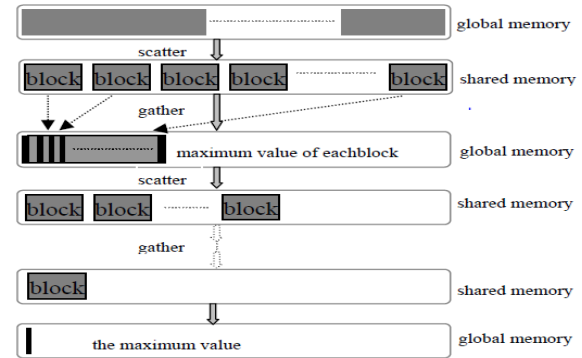 global memory
scatter
block block block block block shared memory
gather
maximum value of eachblock global memory
scatter
block block block shared memory
gather
block shared memory
the maximum value global memory